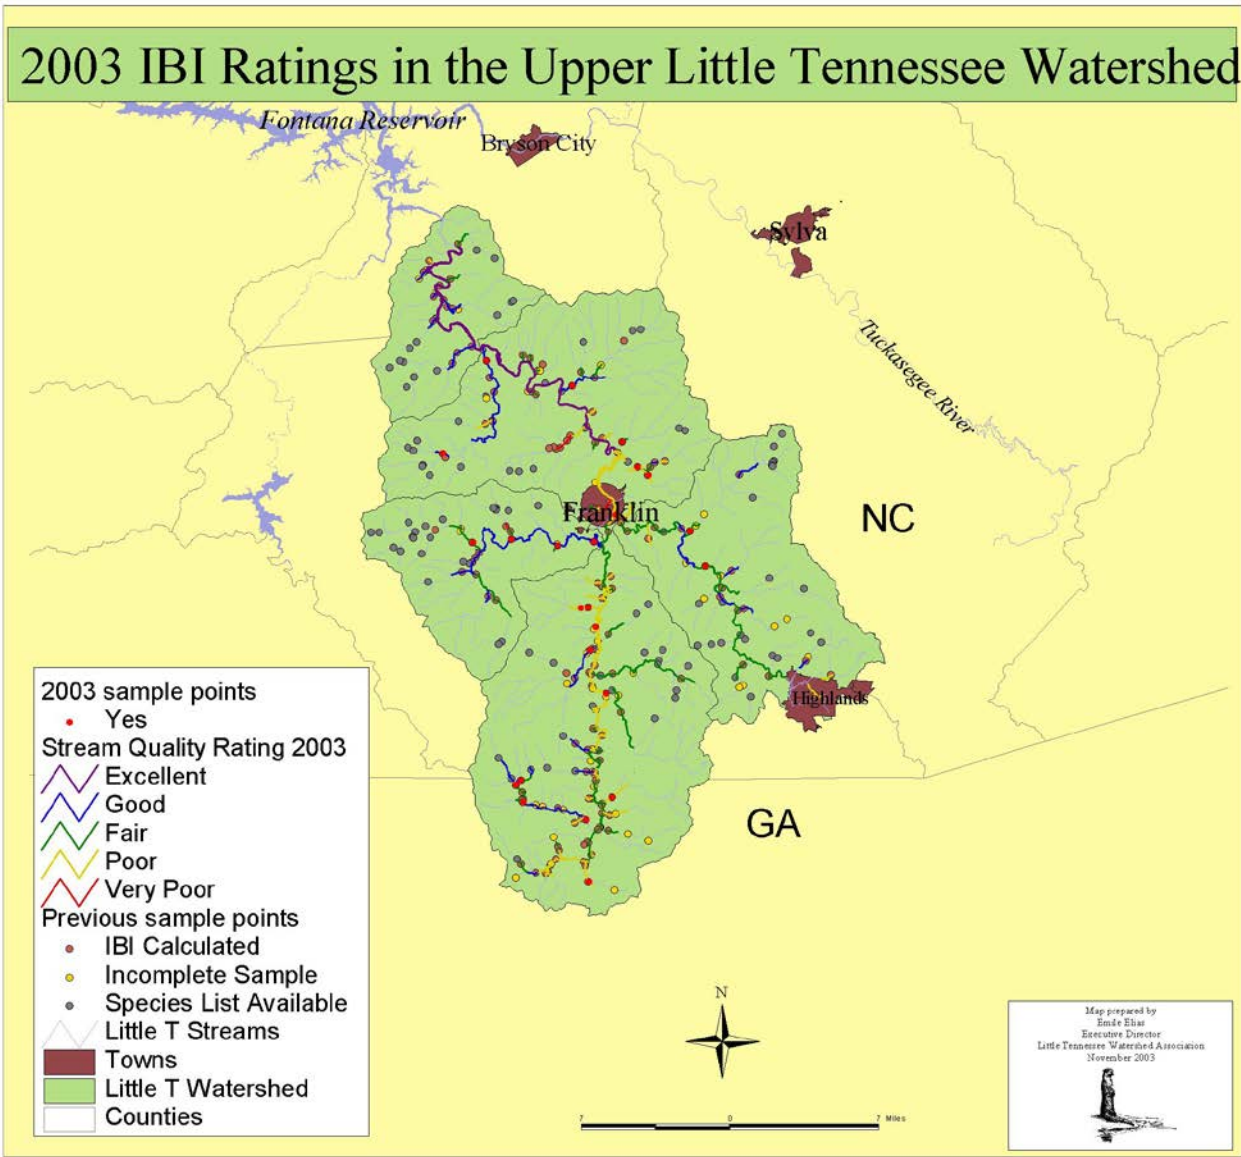 2003 IBI Ratings in the Upper Little Tennessee Watershed
Fontana Reservoir
Bryson City
Sylva
Tuckasegee River
Franklin
NC
Highlands
GA
2003 sample points
Yes
Stream Quality Rating 2003
Excellent
Good
Fair
Poor
Very Poor
Previous sample points
IBI Calculated
Incomplete Sample
Species List Available
Little T Streams
Towns
Little T Watershed
Counties
N
7 0 7 Miles
Map prepared by
Emile Elias
Executive Director
Little Tennessee Watershed Association
November 2003